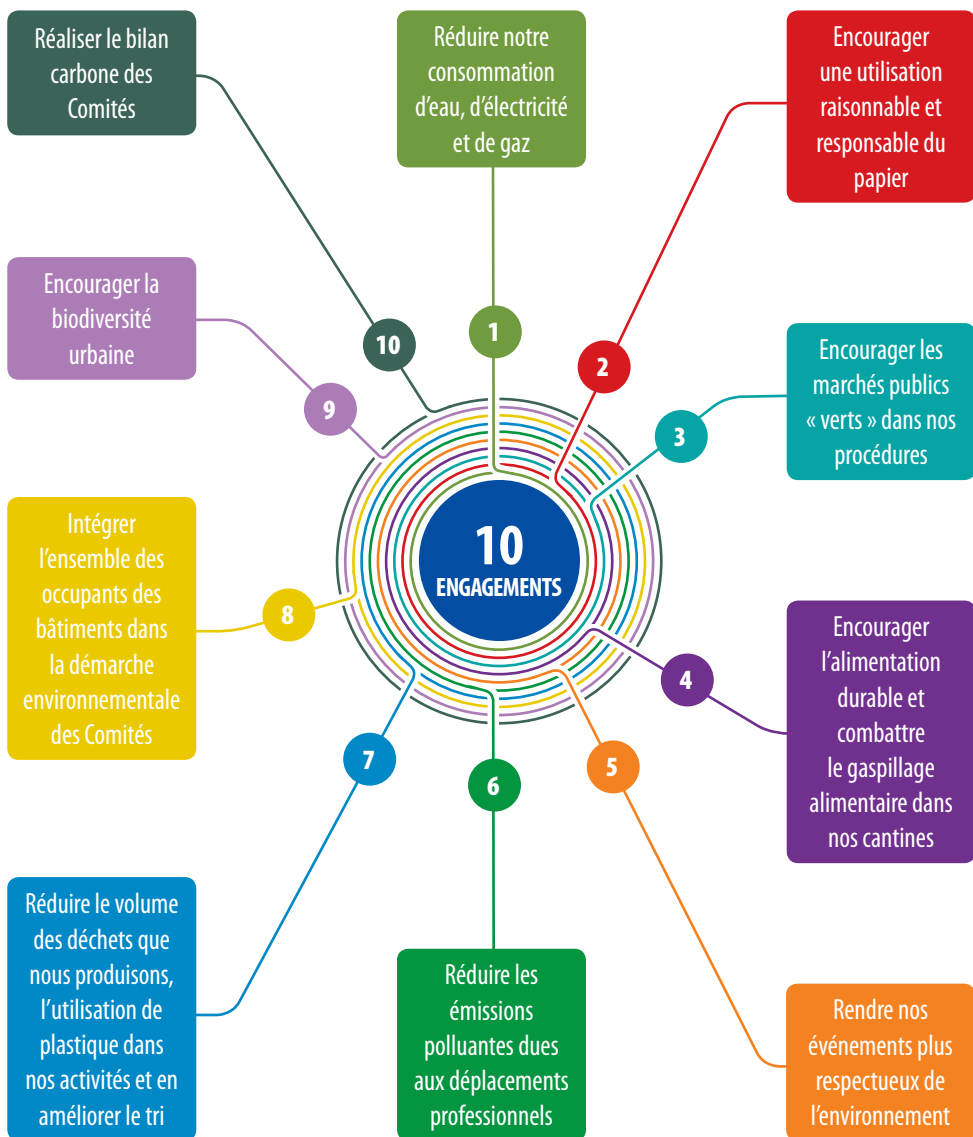 10
ENGAGEMENTS
1
Réduire notre
consommation
d'eau, d'électricité
et de gaz
2
Encourager
une utilisation
raisonnable et
responsable du
papier
3
Encourager les
marchés publics
« verts » dans nos
procédures
4
Encourager
l'alimentation
durable et
combattre
le gaspillage
alimentaire dans
nos cantines
5
Rendre nos
événements plus
respectueux de
l'environnement
6
Réduire les
émissions
polluantes dues
aux déplacements
professionnels
7
Réduire le volume
des déchets que
nous produisons,
l'utilisation de
plastique dans
nos activités et en
améliorer le tri
8
Intégrer
l'ensemble des
occupants des
bâtiments dans
la démarche
environnementale
des Comités
9
Encourager la
biodiversité
urbaine
10
Réaliser le bilan
carbone des
Comités